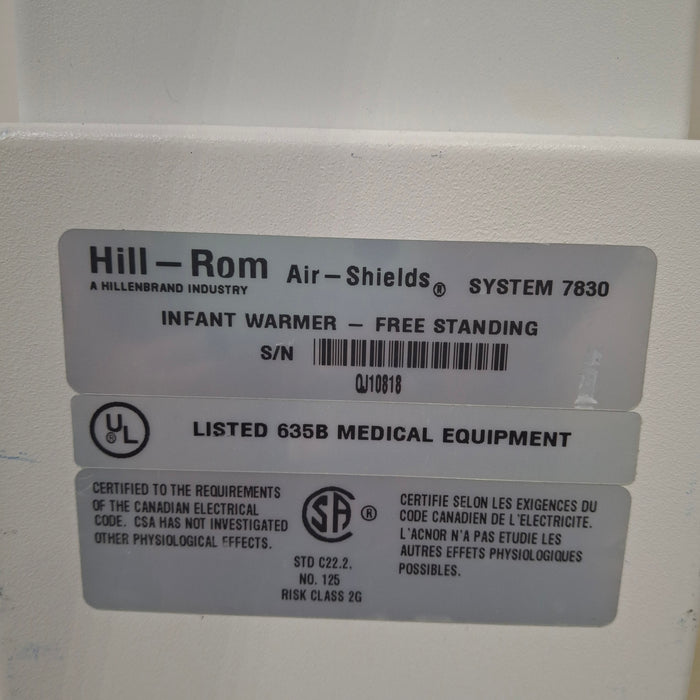 Hill-Rom Air-Shields® SYSTEM 7830
A HILLENBRAND INDUSTRY
INFANT WARMER – FREE STANDING
S/N
QJ10818
UL ®
LISTED 635B MEDICAL EQUIPMENT
CERTIFIED TO THE REQUIREMENTS
OF THE CANADIAN ELECTRICAL
CODE. CSA HAS NOT INVESTIGATED
OTHER PHYSIOLOGICAL EFFECTS.
SA ®
STD C22.2.
NO. 125
RISK CLASS 2G
CERTIFIE SELON LES EXIGENCES DU
CODE CANADIEN DE L'ELECTRICITE.
L'ACNOR N'A PAS ETUDIE LES
AUTRES EFFETS PHYSIOLOGIQUES
POSSIBLES.